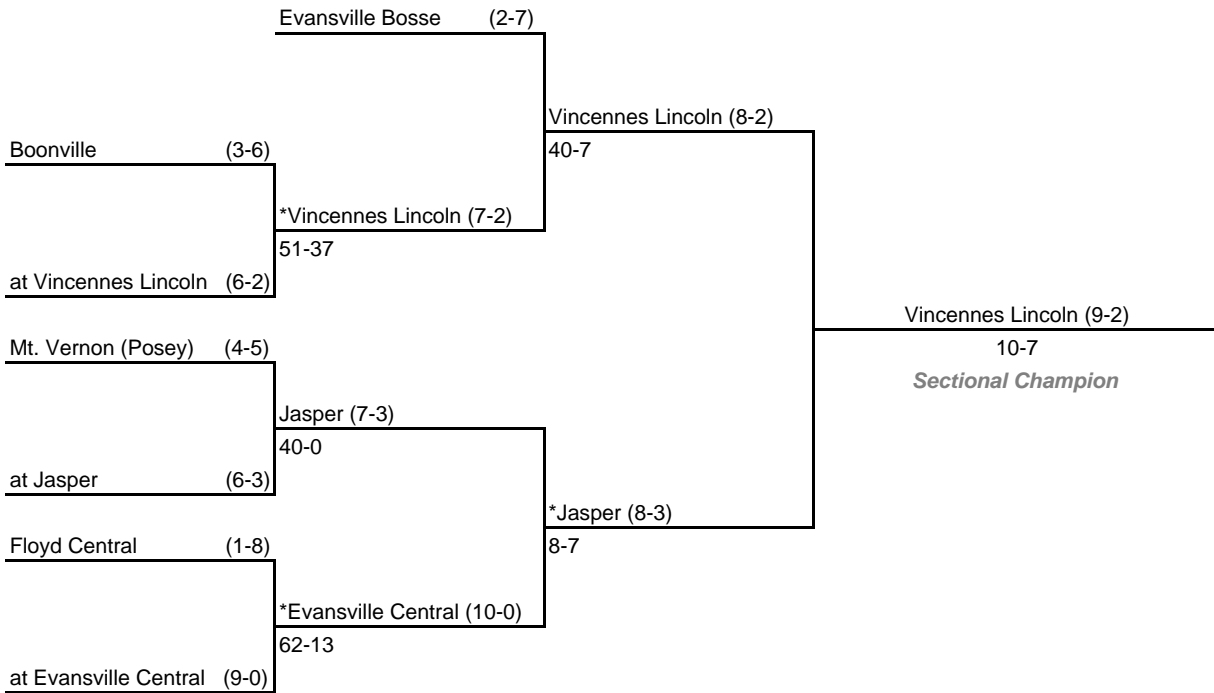 Evansville Bosse (2-7)
Vincennes Lincoln (8-2)
Boonville (3-6)
40-7
*Vincennes Lincoln (7-2)
51-37
at Vincennes Lincoln (6-2)
Vincennes Lincoln (9-2)
Mt. Vernon (Posey) (4-5)
10-7
Sectional Champion
Jasper (7-3)
40-0
at Jasper (6-3)
*Jasper (8-3)
Floyd Central (1-8)
8-7
*Evansville Central (10-0)
62-13
at Evansville Central (9-0)